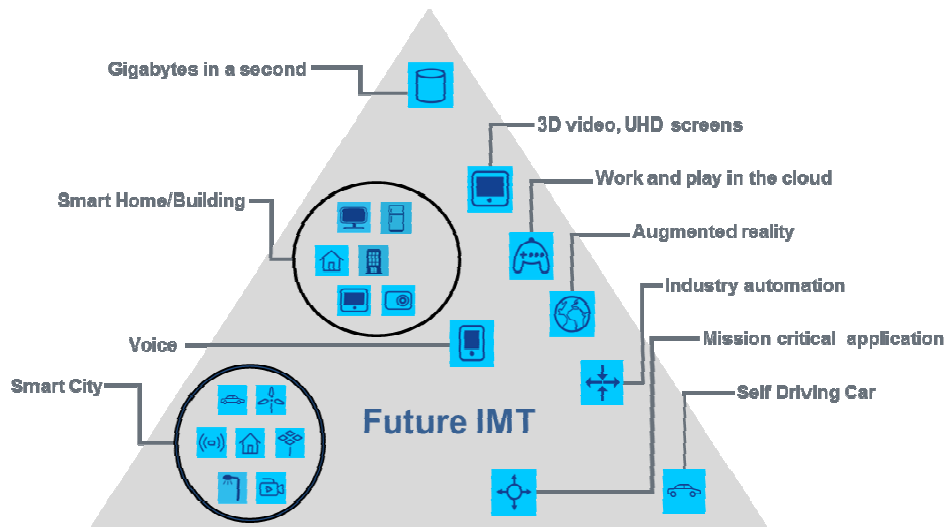 Gigabytes in a second
3D video, UHD screens
Work and play in the cloud
Smart Home/Building
Augmented reality
Industry automation
Voice
Mission critical application
Smart City
Self Driving Car
Future IMT